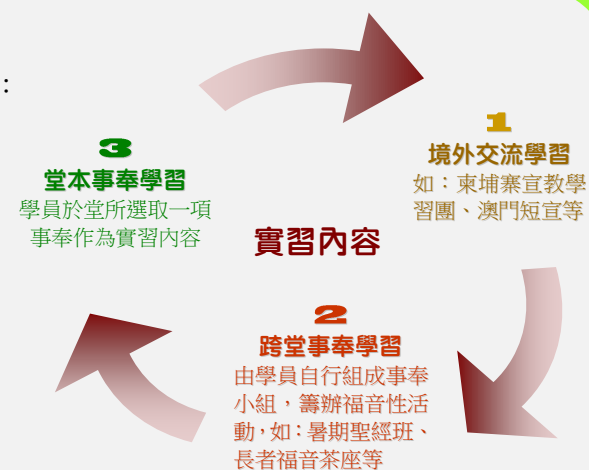 ：
實習內容
1
境外交流學習
如：柬埔寨宣教學
習團、澳門短宣等
2
跨堂事奉學習
由學員自行組成事奉
小組，籌辦福音性活
動，如：暑期聖經班、
長者福音茶座等
3
堂本事奉學習
學員於堂所選取一項
事奉作為實習內容